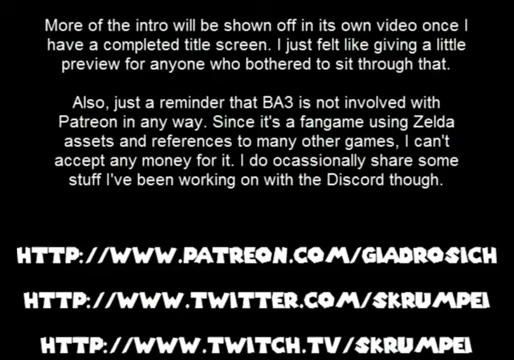 More of the intro will be shown off in its own video once I
have a completed title screen. I just felt like giving a little
preview for anyone who bothered to sit through that.
Also, just a reminder that BA3 is not involved with
Patreon in any way. Since it's a fangame using Zelda
assets and references to many other games, I can't
accept any money for it. I do ocassionally share some
stuff I've been working on with the Discord though.
HTTP://WWW.PATREON.COM/GLADROSICH
HTTP://WWW.TWITTER.COM/SKRUMPEI
HTTP://WWW.TWITCH.TV/SKRUMPEI